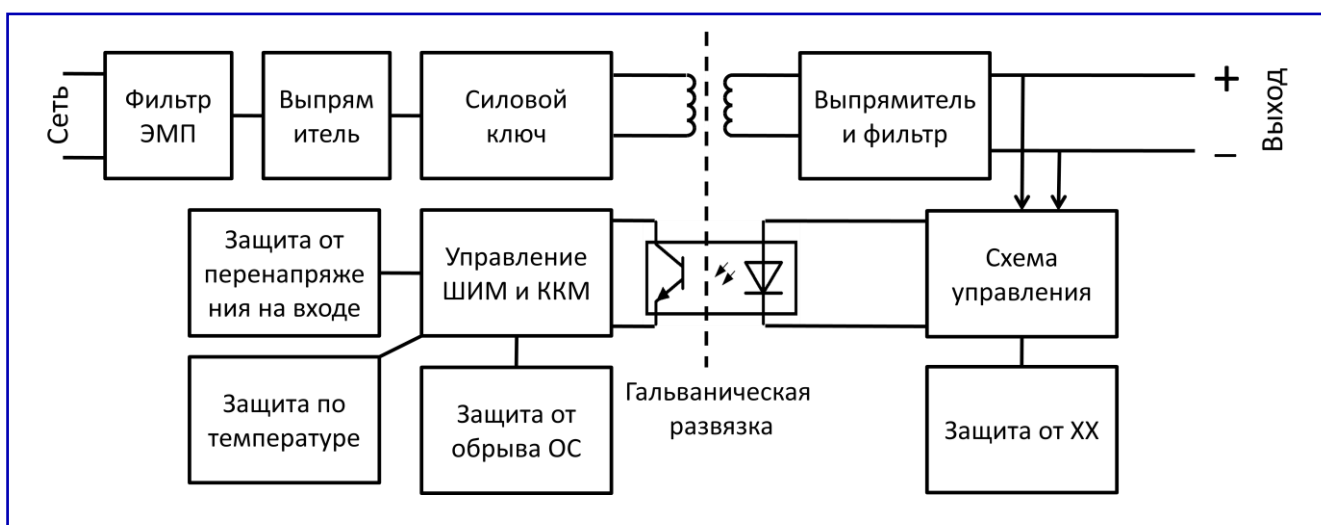 Сеть
Фильтр
ЭМП
Выпрям
итель
Силовой
ключ
Выпрямитель
и фильтр
+
–
Выход
Защита от
перенапряже
ния на входе
Управление
ШИМ и ККМ
Схема
управления
Защита по
температуре
Защита от
обрыва ОС
Гальваническая
развязка
Защита от ХХ